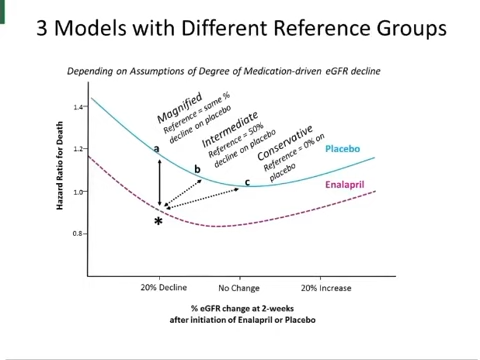 3 Models with Different Reference Groups
Depending on Assumptions of Degree of Medication-driven eGFR decline
Magnified
Reference = same %
decline on placebo
Intermediate
Reference = 50%
decline on placebo
Conservative
Reference = 0% on
placebo
Placebo
Enalapril
a
b
c
*
Hazard Ratio for Death
1.4
1.2
1.0
0.8
20% Decline
No Change
20% Increase
% eGFR change at 2-weeks
after initiation of Enalapril or Placebo